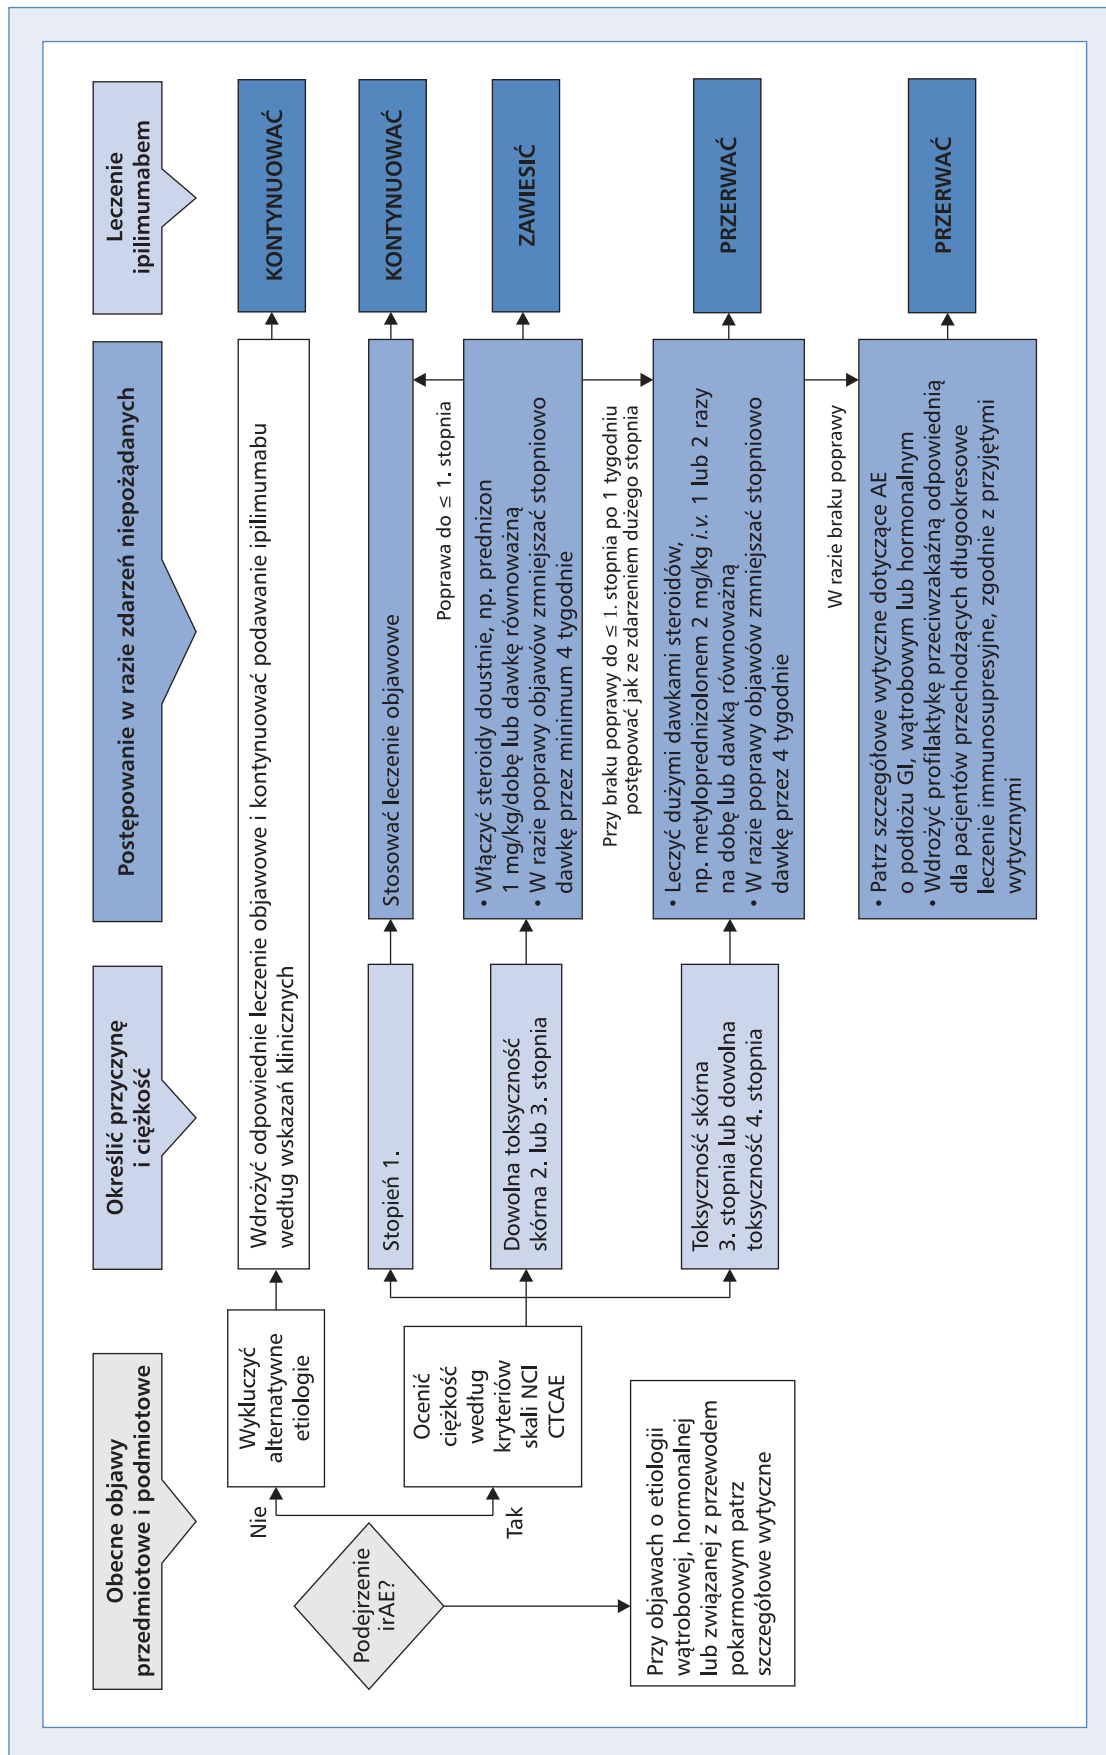 Obecne objawy
przedmiotowe i podmiotowe
Określić przyczynę
i ciężkość
Postępowanie w razie zdarzeń niepożądanych
Leczenie
ipilimumabem
Podejrzenie
irAE?
Nie
Wykluczyć
alternatywne
etiologie
Wdrożyć odpowiednie leczenie objawowe i kontynuować podawanie ipilimumabu
według wskazań klinicznych
KONTYNUOWAĆ
Tak
Ocenić
ciężkość
według
kryteriów
skali NCI
CTCAE
Stopień 1.
Stosować leczenie objawowe
KONTYNUOWAĆ
Poprawa do ≤ 1. stopnia
Dowolna toksyczność
skórna 2. lub 3. stopnia
• Włączyć steroidy doustnie, np. prednizon
1 mg/kg/dobę lub dawkę równoważną
• W razie poprawy objawów zmniejszać stopniowo
dawkę przez minimum 4 tygodnie
ZAWIESIĆ
Przy braku poprawy do ≤ 1. stopnia po 1 tygodniu
postępować jak ze zdarzeniem dużego stopnia
Toksyczność skórna
3. stopnia lub dowolna
toksyczność 4. stopnia
• Leczyć dużymi dawkami steroidów,
np. metyloprednizolonem 2 mg/kg i.v. 1 lub 2 razy
na dobę lub dawką równoważną
• W razie poprawy objawów zmniejszać stopniowo
dawkę przez 4 tygodnie
PRZERWAĆ
W razie braku poprawy
• Patrz szczegółowe wytyczne dotyczące AE
o podłożu GI, wątrobowym lub hormonalnym
• Wdrożyć profilaktykę przeciwzakaźną odpowiednią
dla pacjentów przechodzących długookresowe
leczenie immunosupresyjne, zgodnie z przyjętymi
wytycznymi
PRZERWAĆ
Przy objawach o etiologii
wątrobowej, hormonalnej
lub związanej z przewodem
pokarmowym patrz
szczegółowe wytyczne